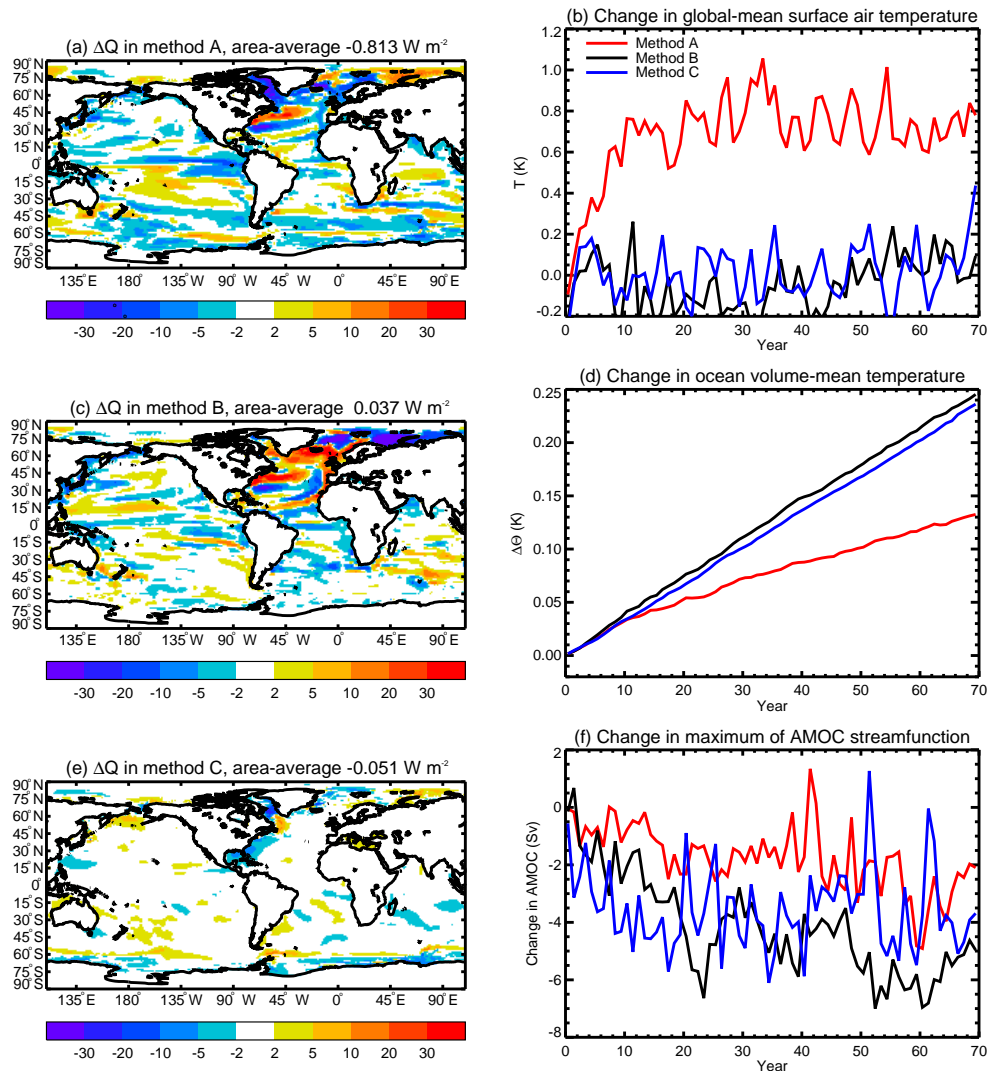 (a) ΔQ in method A, area-average -0.813 W m-2
90°N
75°N
60°N
45°N
30°N
15°N
0°
15°S
30°S
45°S
60°S
75°S
90°S
135°E 180° 135°W 90°W 45°W 0° 45°E 90°E
-30 -20 -10 -5 -2 2 5 10 20 30
(b) Change in global-mean surface air temperature
1.2
1.0
0.8
0.6
0.4
0.2
0.0
-0.2
T (K)
Method A
Method B
Method C
0 10 20 30 40 50 60 70
Year
(c) ΔQ in method B, area-average 0.037 W m-2
90°N
75°N
60°N
45°N
30°N
15°N
0°
15°S
30°S
45°S
60°S
75°S
90°S
135°E 180° 135°W 90°W 45°W 0° 45°E 90°E
-30 -20 -10 -5 -2 2 5 10 20 30
(d) Change in ocean volume-mean temperature
0.25
0.20
0.15
0.10
0.05
0.00
ΔΘ (K)
0 10 20 30 40 50 60 70
Year
(e) ΔQ in method C, area-average -0.051 W m-2
90°N
75°N
60°N
45°N
30°N
15°N
0°
15°S
30°S
45°S
60°S
75°S
90°S
135°E 180° 135°W 90°W 45°W 0° 45°E 90°E
-30 -20 -10 -5 -2 2 5 10 20 30
(f) Change in maximum of AMOC streamfunction
2
0
-2
-4
-6
-8
Change in AMOC (Sv)
0 10 20 30 40 50 60 70
Year